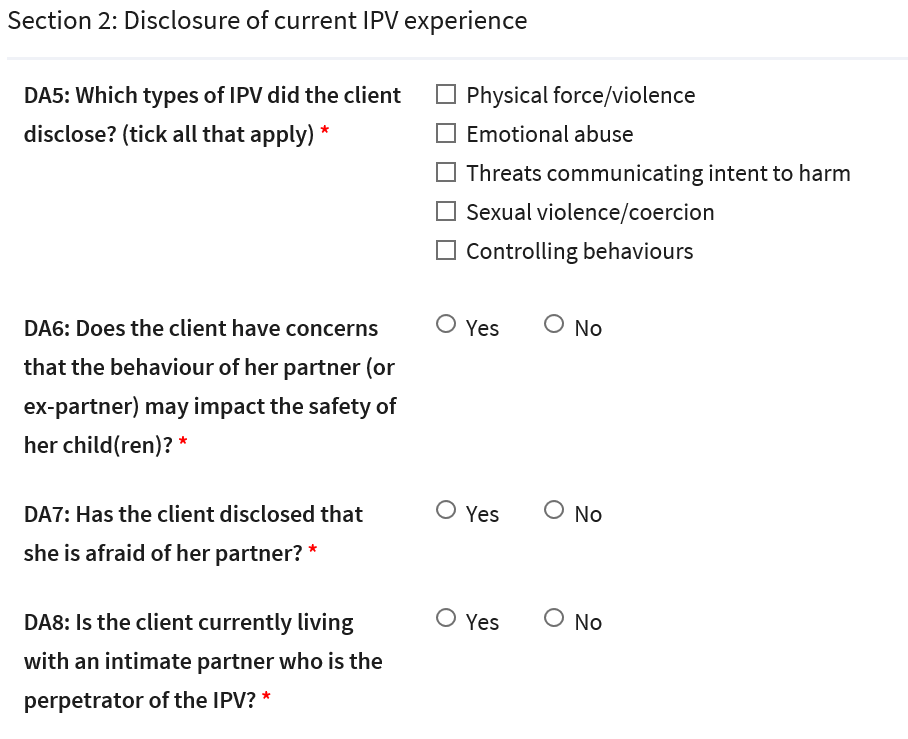 Section 2: Disclosure of current IPV experience
DA5: Which types of IPV did the client
disclose? (tick all that apply) *
Physical force/violence
Emotional abuse
Threats communicating intent to harm
Sexual violence/coercion
Controlling behaviours
DA6: Does the client have concerns
that the behaviour of her partner (or
ex-partner) may impact the safety of
her child(ren)? *
Yes No
DA7: Has the client disclosed that
she is afraid of her partner? *
Yes No
DA8: Is the client currently living
with an intimate partner who is the
perpetrator of the IPV? *
Yes No